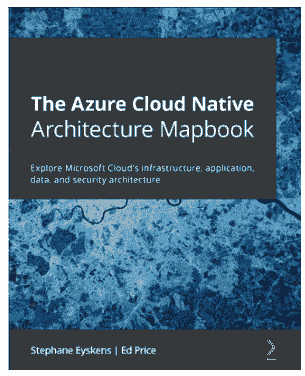 The Azure Cloud Native
Architecture Mapbook
Explore Microsoft Cloud's infrastructure, application,
data, and security architecture
Stephane Eyskens | Ed Price